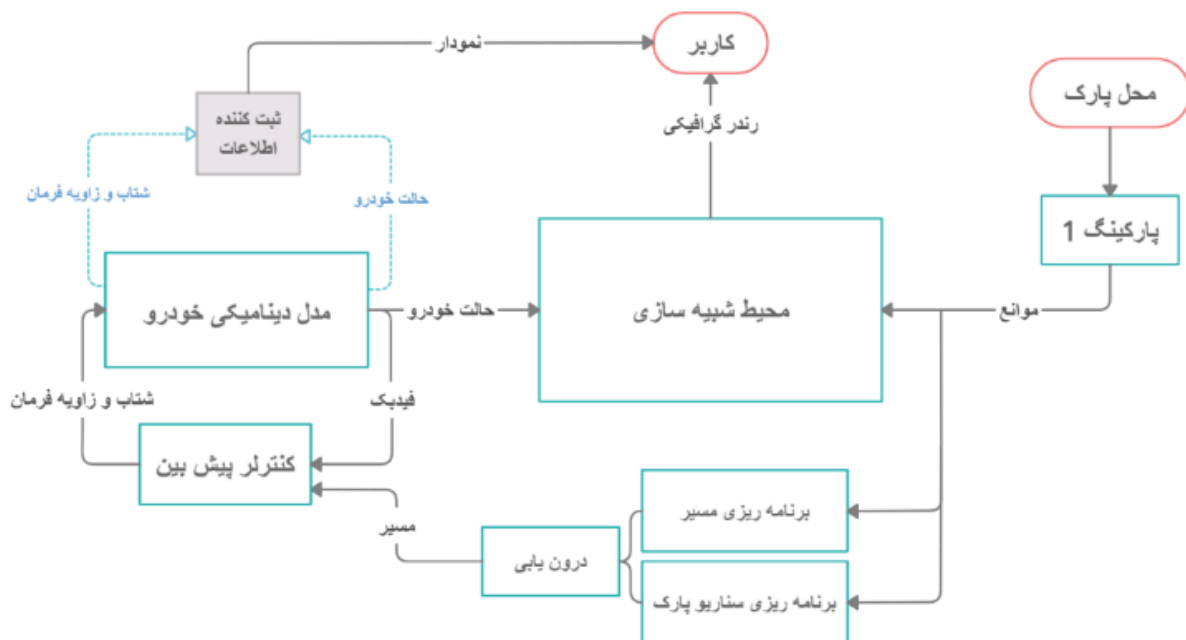 نمودار
کاربر
محل پارک
ثبت کننده
اطلاعات
رندر گرافیکی
شتاب و زاویه فرمان
حالت خودرو
پارکینگ 1
مدل دینامیکی خودرو
حالت خودرو
محیط شبیه سازی
موانع
شتاب و زاویه فرمان
فیدبک
کنترلر پیش بین
مسیر
برنامه ریزی مسیر
درون یابی
برنامه ریزی سناریو پارک